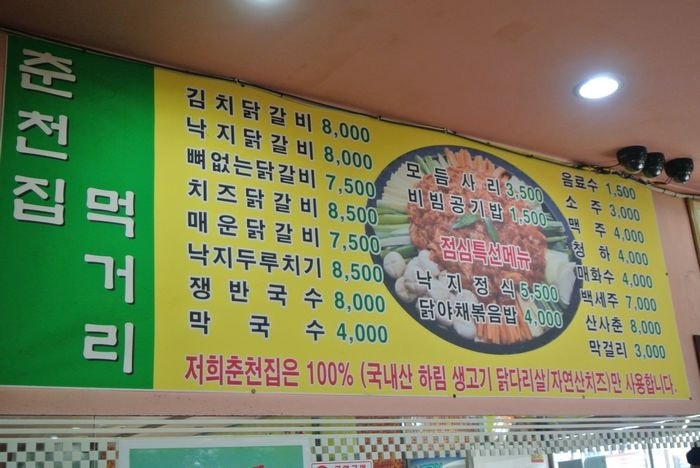 춘천집
먹거리
김치닭갈비 8,000
낙지닭갈비 8,000
뼈없는닭갈비 7,500
치즈닭갈비 8,500
매운닭갈비 7,500
낙지두루치기 8,500
쟁반국수 8,000
막국수 4,000
모듬사리 3,500
비빔공기밥 1,500
점심특선메뉴
낙지정식 5,500
닭야채볶음밥 4,000
음료수 1,500
소주 3,000
맥주 4,000
청하 4,000
매화수 4,000
백세주 7,000
산사춘 8,000
막걸리 3,000
저희춘천집은 100% (국내산 하림 생고기 닭다리살/자연산치즈)만 사용합니다.